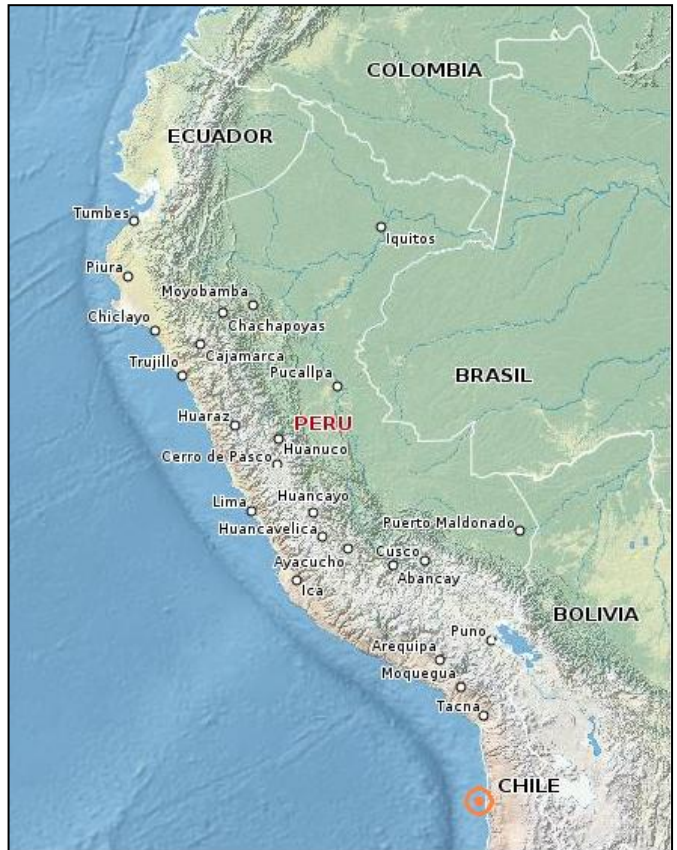 COLOMBIA
ECUADOR
Tumbes
Iquitos
Piura
Moyobamba
Chachapoyas
Chiclayo
Cajamarca
Trujillo
Pucallpa
BRASIL
Huaraz
PERU
Huanuco
Cerro de Pasco
Huancayo
Lima
Huancavelica
Puerto Maldonado
Ayacucho
Cusco
Abancay
Ica
BOLIVIA
Puno
Arequipa
Moquegua
Tacna
CHILE